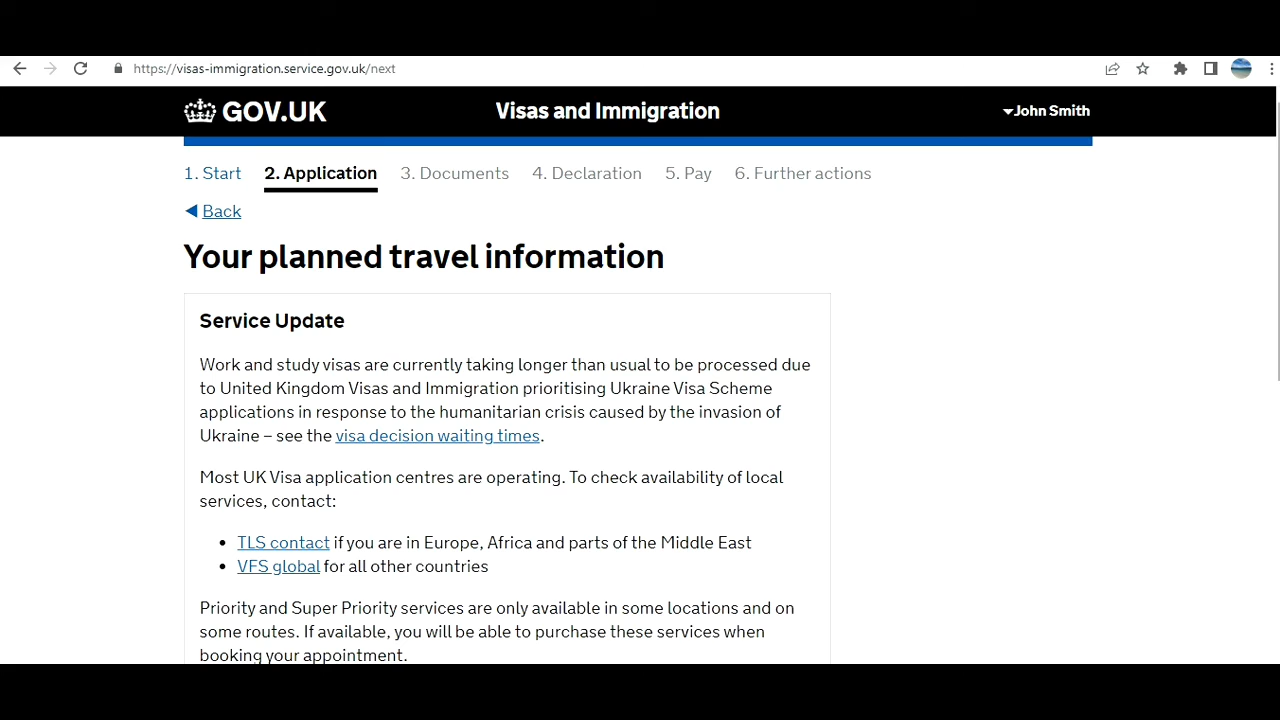 https://visas-immigration.service.gov.uk/next
GOV.UK
Visas and Immigration
John Smith
1. Start
2. Application
3. Documents
4. Declaration
5. Pay
6. Further actions
Back
Your planned travel information
Service Update
Work and study visas are currently taking longer than usual to be processed due
to United Kingdom Visas and Immigration prioritising Ukraine Visa Scheme
applications in response to the humanitarian crisis caused by the invasion of
Ukraine – see the visa decision waiting times.
Most UK Visa application centres are operating. To check availability of local
services, contact:
• TLS contact if you are in Europe, Africa and parts of the Middle East
• VFS global for all other countries
Priority and Super Priority services are only available in some locations and on
some routes. If available, you will be able to purchase these services when
booking your appointment.